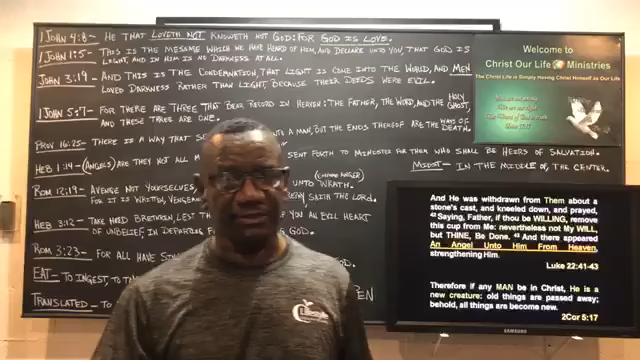 1 JOHN 4:8- HE THAT LOVETH NOT KNOWETH NOT GOD: FOR GOD IS LOVE.
1 JOHN 1:5- THIS IS THE MESSAGE WHICH WE HAVE HEARD OF HIM, AND DECLARE UNTO YOU, THAT GOD IS
LIGHT, AND IN HIM IS NO DARKNESS AT ALL.
JOHN 3:19- AND THIS IS THE CONDEMNATION, THAT LIGHT IS COME INTO THE WORLD, AND MEN
LOVED DARKNESS RATHER THAN LIGHT, BECAUSE THEIR DEEDS WERE EVIL.
1 JOHN 5:7- FOR THERE ARE THREE THAT BEAR RECORD IN HEAVEN: THE FATHER, THE WORD, AND THE HOLY GHOST,
AND THESE THREE ARE ONE.
PROV 16:25- THERE IS A WAY THAT UNTO A MAN, BUT THE ENDS THEREOF ARE THE WAYS OF DEATH.
HEB 1:14- (ANGELS) ARE THEY NOT ALL SENT FORTH TO MINISTER FOR THEM WHO SHALL BE HEIRS OF SALVATION.
MIDST- IN THE MIDDLE OF, THE CENTER.
ROM 12:19- AVENGE NOT YOURSELVES, UNTO WRATH:
FOR IT IS WRITTEN, SAITH THE LORD.
HEB 3:12- TAKE HEED BRETHREN, LEST YOU AN EVIL HEART
OF UNBELIEF, IN DEPARTING GOD.
ROM 3:23- FOR ALL HAVE
EAT- TO INGEST, TO
TRANSLATED- TO
Welcome to
Christ Our Life Ministries
The Christ Life is Simply Having Christ Himself as Our Life
And He was withdrawn from Them about a
stone's cast, and kneeled down, and prayed,
42 Saying, Father, if thou be WILLING, remove
this cup from Me: nevertheless not My WILL,
but THINE, Be Done. 43 And there appeared
An Angel Unto Him From Heaven,
strengthening Him.
Luke 22:41-43
Therefore if any MAN be in Christ, He is a
new creature: old things are passed away;
behold, all things are become new.
2Cor 5:17
SAMSUNG